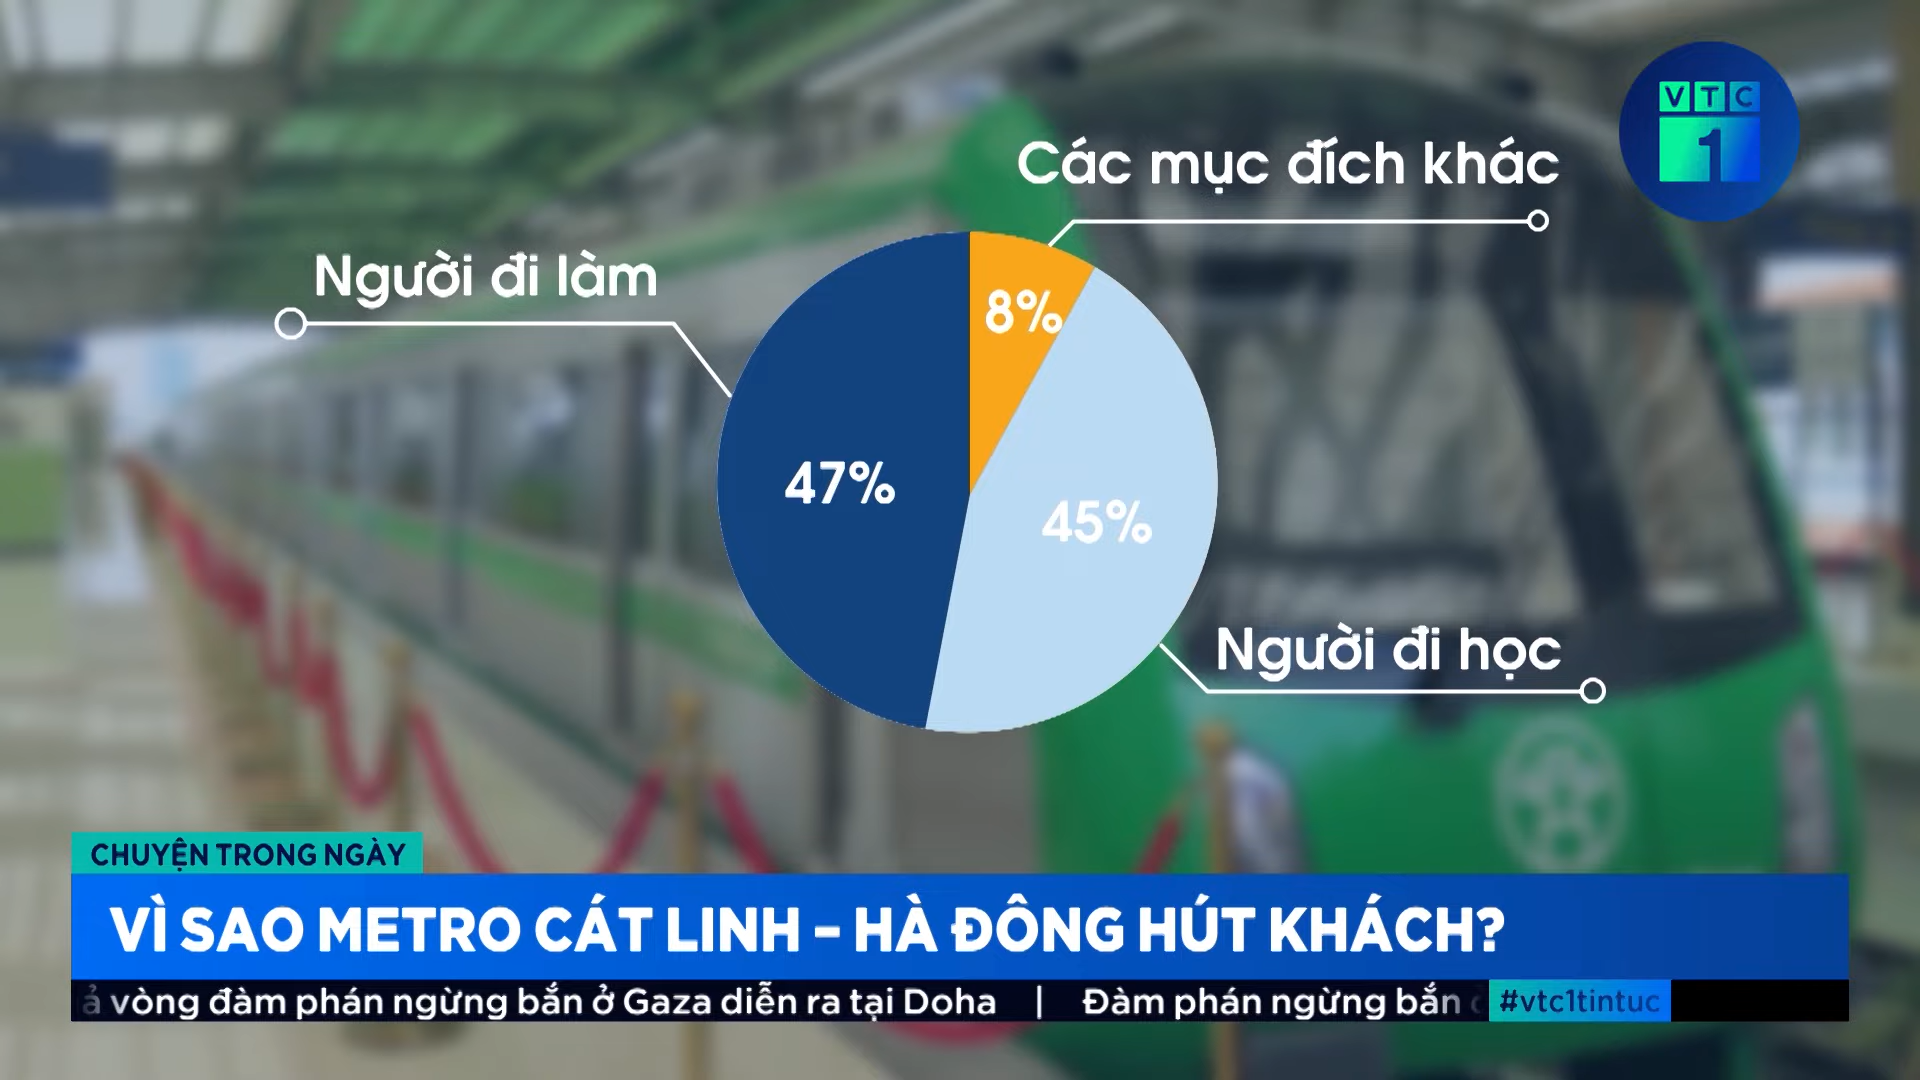 VTC
1
Các mục đích khác
Người đi làm
8%
47%
45%
Người đi học
CHUYỆN TRONG NGÀY
VÌ SAO METRO CÁT LINH – HÀ ĐÔNG HÚT KHÁCH?
vòng đàm phán ngừng bắn ở Gaza diễn ra tại Doha | Đàm phán ngừng bắn
#vtc1tintuc